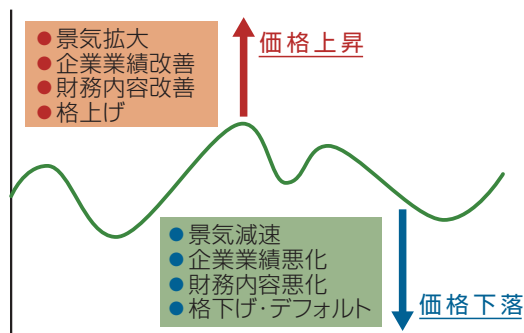 ●景気拡大
●企業業績改善
●財務内容改善
●格上げ
価格上昇
●景気減速
●企業業績悪化
●財務内容悪化
●格下げ・デフォルト
価格下落